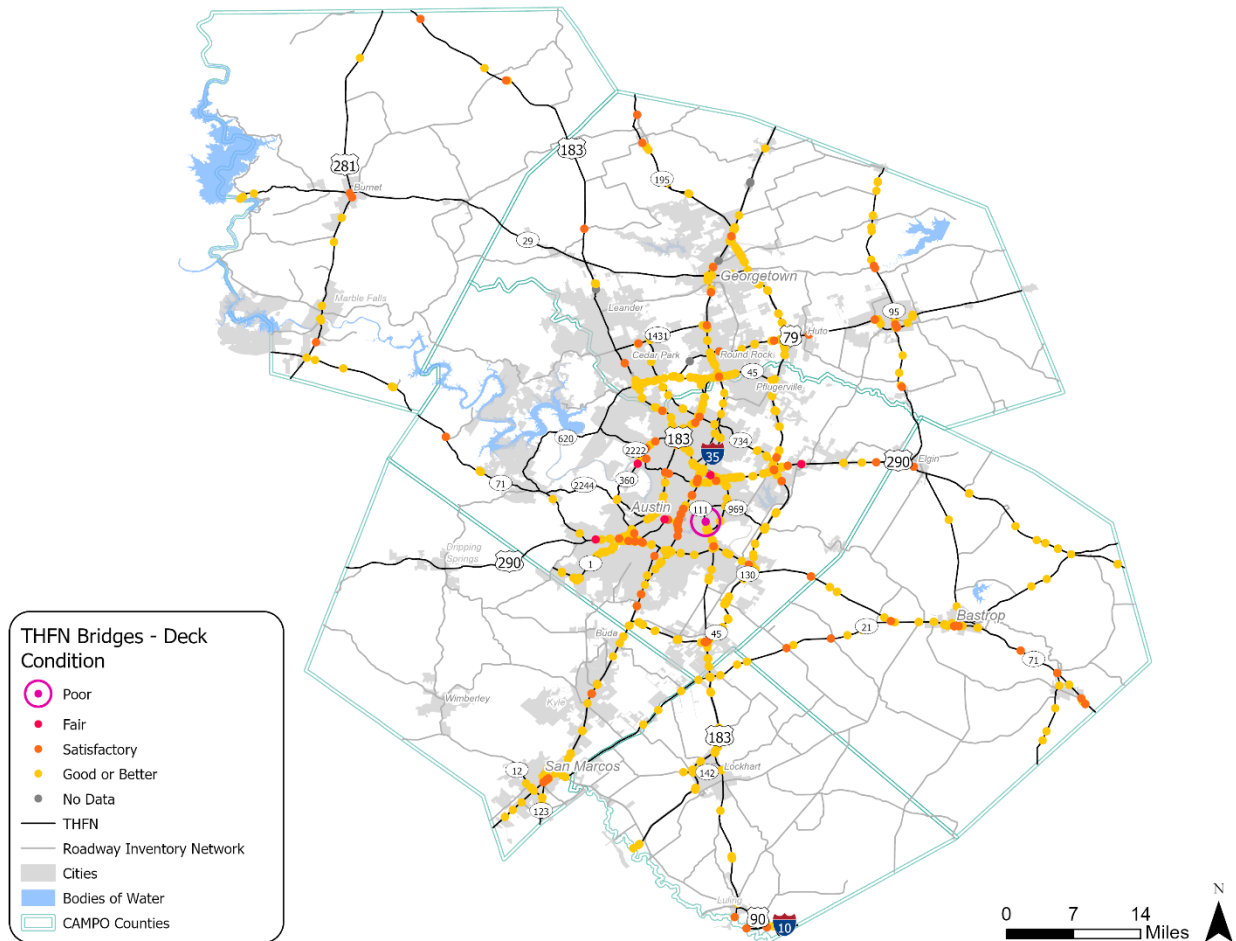 183
281
Burnet
195
29
Georgetown
Marble Falls
Leander
95
1431
79
Hutto
Cedar Park
Round Rock
45
Pflugerville
620
183
734
2222
35
290
Elgin
360
71
2244
Austin
111
969
Dripping
Springs
290
1
130
Bastrop
21
45
Buda
71
Wimberley
Kyle
183
San Marcos
12
142
Lockhart
123
Luling
90
10
THFN Bridges - Deck
Condition
Poor
Fair
Satisfactory
Good or Better
No Data
THFN
Roadway Inventory Network
Cities
Bodies of Water
CAMPO Counties
N
0 7 14
Miles